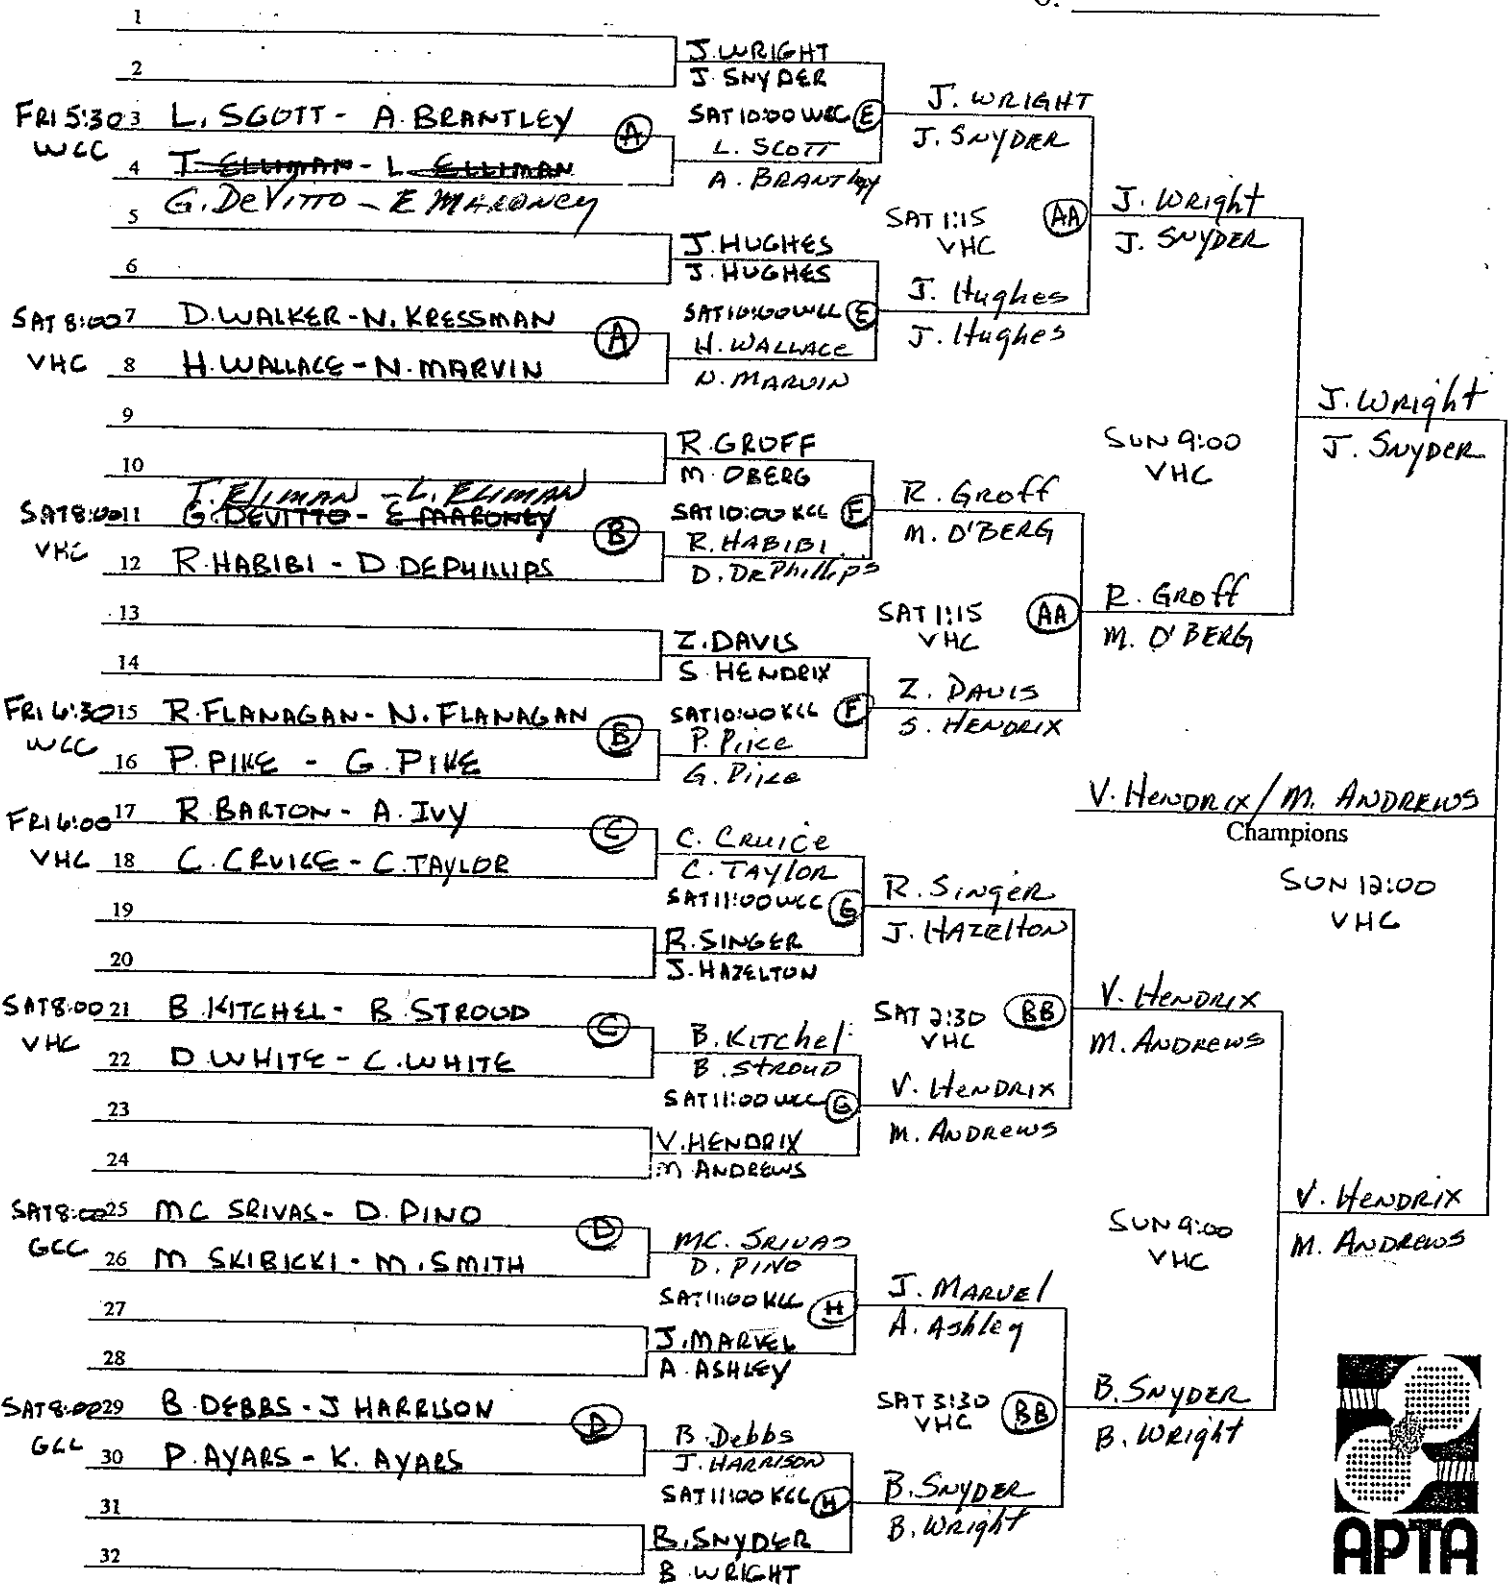 6.
1
J. WRIGHT
2
J. SNYDER
FRI 5:30 3 L. SCOTT - A. BRANTLEY A
SAT 10:00 WCC E
J. WRIGHT
J. SNYDER
WCC
4 T. ELLIMAN - L. ELLIMAN
L. SCOTT
A. BRANTLEY
G. DeVITTO - E MARONEY
5
SAT 1:15 AA
VHC
J. Wright
J. SNYDER
J. HUGHES
6
J. HUGHES
SAT 8:00 7 D. WALKER - N. KRESSMAN A
SAT 10:00 WCC E
J. Hughes
J. Hughes
VHC 8 H. WALLACE - N. MARVIN
H. WALLACE
N. MARVIN
J. Wright
J. SNYDER
9
R. GROFF
SUN 9:00
VHC
10
M. OBERG
T. ELIMAN - L. ELIMAN
SAT 8:00 11 G. DEVITTO - E MARONEY B
SAT 10:00 KCC F
R. GROFF
M. O'BERG
VHC
12 R. HABIBI - D. DEPHILLIPS
R. HABIBI
D. DePhillips
13
SAT 1:15 AA
VHC
R. GROFF
M. O'BERG
Z. DAVIS
14
S. HENDRIX
FRI 6:30 15 R. FLANAGAN - N. FLANAGAN B
SAT 10:00 KCC F
Z. DAVIS
S. HENDRIX
WCC
16 P. PIKE - G. PIKE
P. Pike
G. Pike
V. HENDRIX / M. ANDREWS
Champions
FRI 6:00 17 R. BARTON - A. IVY C
C. CRUICE
C. TAYLOR
VHC 18 C. CRUICE - C. TAYLOR
SAT 11:00 WCC G
R. SINGER
J. HAZELTON
SUN 12:00
VHC
19
R. SINGER
20
J. HAZELTON
SAT 8:00 21 B. KITCHEL - B. STROUD C
SAT 2:30 BB
VHC
V. HENDRIX
M. ANDREWS
VHC
22 D. WHITE - C. WHITE
B. KITCHEL
B. STROUD
SAT 11:00 WCC G
V. HENDRIX
M. ANDREWS
23
V. HENDRIX
24
M ANDREWS
SAT 8:00 25 MC SRIVAS - D. PINO D
V. HENDRIX
M. ANDREWS
SUN 9:00
VHC
GCC
26 M SKIBICKI - M. SMITH
MC. SRIVAS
D. PINO
27
SAT 11:00 KCC H
J. MARVEL
A. Ashley
J. MARVEL
28
A. ASHLEY
SAT 8:00 29 B. DEBBS - J HARRISON D
SAT 3:30 BB
VHC
B. SNYDER
B. Wright
GCC
30 P. AYARS - K. AYARS
B. Debbs
J. HARRISON
31
SAT 11:00 KCC H
B. SNYDER
B. Wright
B. SNYDER
32
B. WRIGHT
APTA